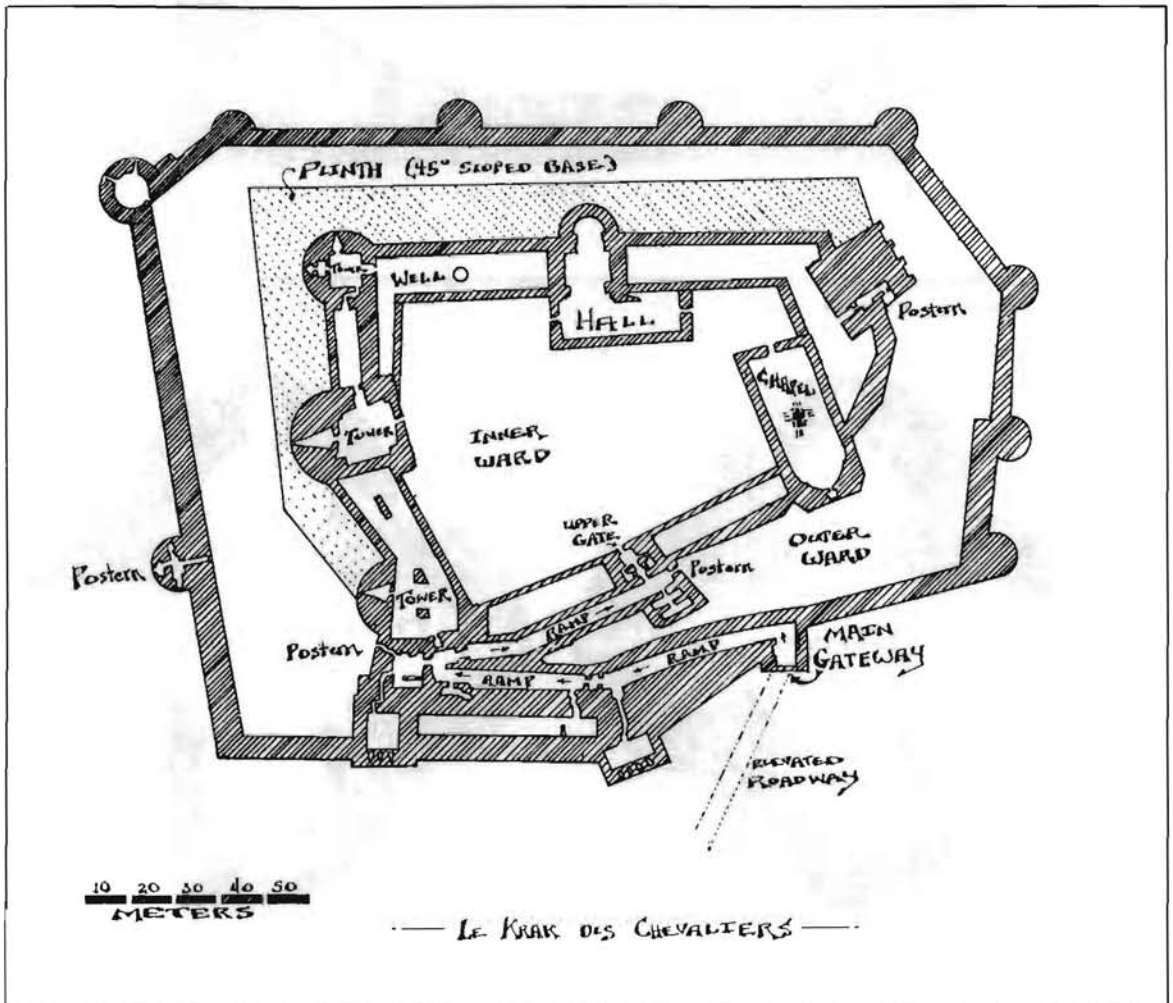 PLINTH (45° SLOPED BASE)
TOWER
WELL
HALL
Postern
CHAPEL
TOWER
INNER
WARD
UPPER
GATE
OUTER
WARD
Postern
Postern
TOWER
RAMP
Postern
RAMP
MAIN
GATEWAY
RAMP
ELEVATED
ROADWAY
10 20 30 40 50
METERS
LE KRAK DES CHEVALIERS